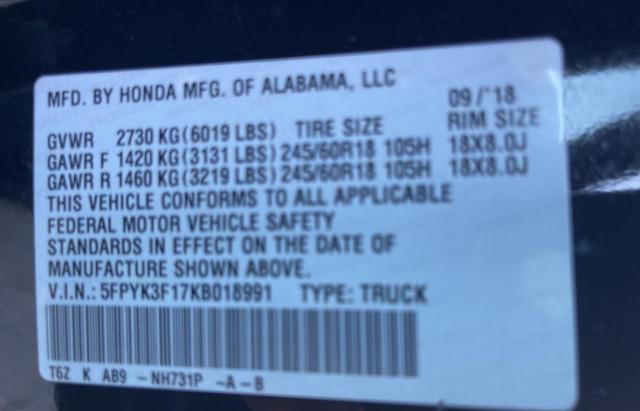 MFD. BY HONDA MFG. OF ALABAMA, LLC
09/'18
GVWR 2730 KG(6019 LBS) TIRE SIZE RIM SIZE
GAWR F 1420 KG(3131 LBS)245/60R18 105H 18X8.0J
GAWR R 1460 KG(3219 LBS)245/60R18 105H 18X8.0J
THIS VEHICLE CONFORMS TO ALL APPLICABLE
FEDERAL MOTOR VEHICLE SAFETY
STANDARDS IN EFFECT ON THE DATE OF
MANUFACTURE SHOWN ABOVE.
V.I.N.: 5FPYK3F17KB018991 TYPE: TRUCK
T6Z K AB9 -NH731P -A-B